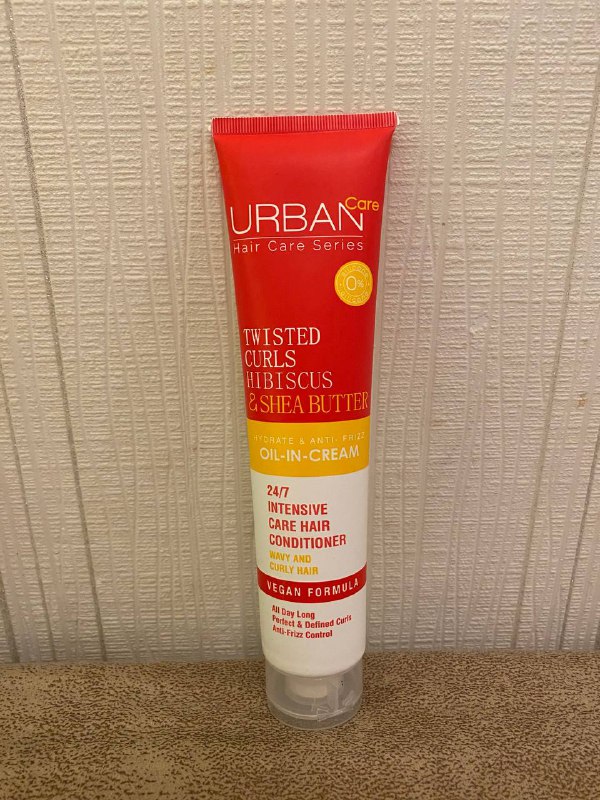 URBAN Care
Hair Care Series
0%
TWISTED
CURLS
HIBISCUS
& SHEA BUTTER
HYDRATE & ANTI-FRIZZ
OIL-IN-CREAM
24/7
INTENSIVE
CARE HAIR
CONDITIONER
WAVY AND
CURLY HAIR
VEGAN FORMULA
All Day Long
Perfect & Defined Curls
Anti-Frizz Control